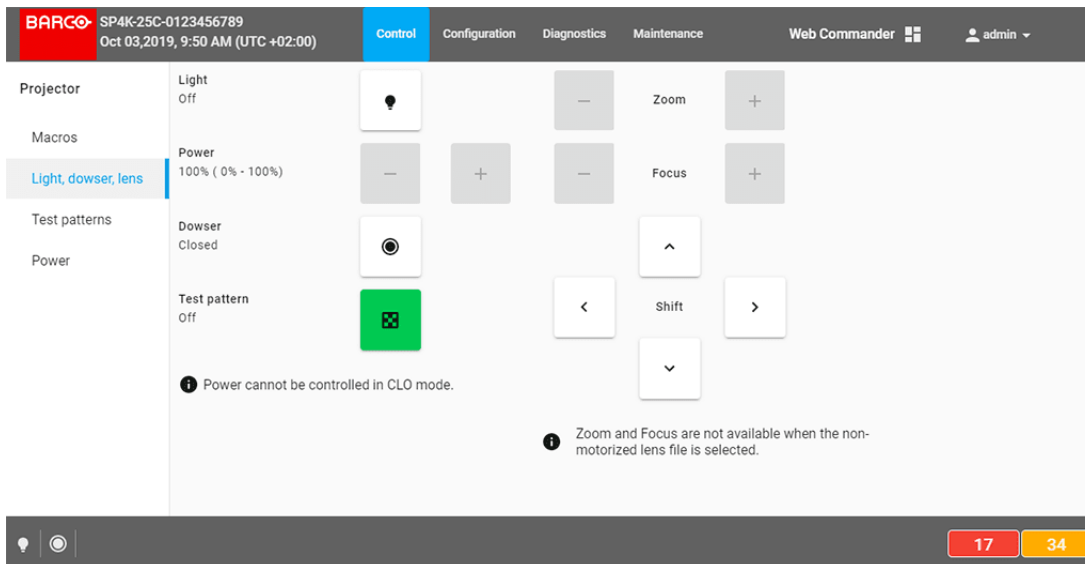 BARCO
SP4K-25C-0123456789
Oct 03,2019, 9:50 AM (UTC +02:00)
Control
Configuration
Diagnostics
Maintenance
Web Commander
admin
Projector
Macros
Light, dowser, lens
Test patterns
Power
Light
Off
Zoom
Power
100% ( 0% - 100%)
Focus
Dowser
Closed
Test pattern
Off
Shift
Power cannot be controlled in CLO mode.
Zoom and Focus are not available when the non-
motorized lens file is selected.
17
34